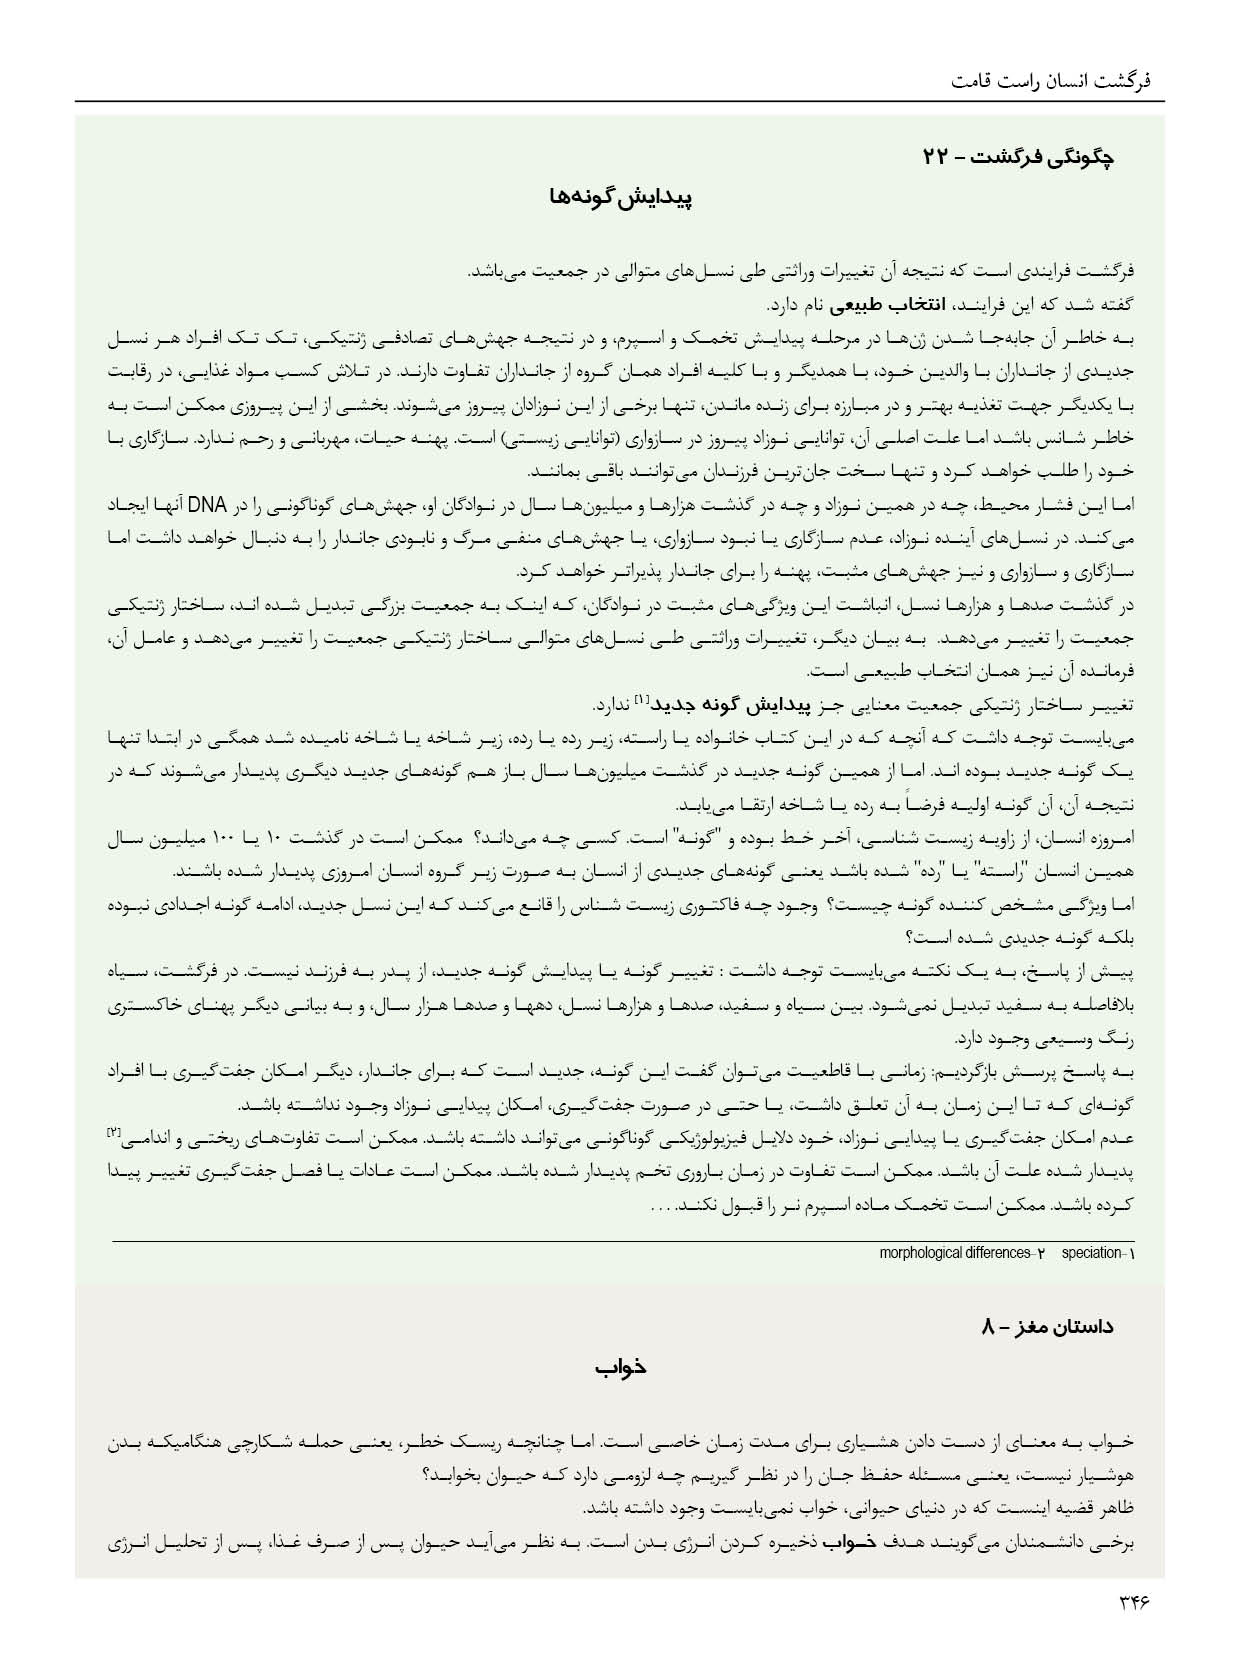 فرگشت انسان راست قامت
چگونگی فرگشت - ۲۲
پیدایش گونه‌ها
فرگشت فرایندی است که نتیجه آن تغییرات وراثتی طی نسل‌های متوالی در جمعیت می‌باشد.
گفته شد که این فرایند، انتخاب طبیعی نام دارد.
به خاطر آن جابه‌جا شدن ژن‌ها در مرحله پیدایش تخمک و اسپرم، و در نتیجه جهش‌های تصادفی ژنتیکی، تک تک افراد هر نسل
جدیدی از جانداران با والدین خود، با همدیگر و با کلیه افراد همان گروه از جانداران تفاوت دارند. در تلاش کسب مواد غذایی، در رقابت
با یکدیگر جهت تغذیه بهتر و در مبارزه برای زنده ماندن، تنها برخی از این نوزادان پیروز می‌شوند. بخشی از این پیروزی ممکن است به
خاطر شانس باشد اما علت اصلی آن، توانایی نوزاد پیروز در سازواری (توانایی زیستی) است. پهنه حیات، مهربانی و رحم ندارد. سازگاری با
خود را طلب خواهد کرد و تنها سخت جان‌ترین فرزندان می‌توانند باقی بمانند.
اما این فشار محیط، چه در همین نوزاد و چه در گذشت هزارها و میلیون‌ها سال در نوادگان او، جهش‌های گوناگونی را در DNA آنها ایجاد
می‌کند. در نسل‌های آینده نوزاد، عدم سازگاری یا نبود سازواری، یا جهش‌های منفی مرگ و نابودی جاندار را به دنبال خواهد داشت اما
سازگاری و سازواری و نیز جهش‌های مثبت، پهنه را برای جاندار پذیراتر خواهد کرد.
در گذشت صدها و هزارها نسل، انباشت این ویژگی‌های مثبت در نوادگان، که اینک به جمعیت بزرگی تبدیل شده اند، ساختار ژنتیکی
جمعیت را تغییر می‌دهد. به بیان دیگر، تغییرات وراثتی طی نسل‌های متوالی ساختار ژنتیکی جمعیت را تغییر می‌دهد و عامل آن،
فرمانده آن نیز همان انتخاب طبیعی است.
تغییر ساختار ژنتیکی جمعیت معنایی جز پیدایش گونه جدید[۱] ندارد.
می‌بایست توجه داشت که آنچه که در این کتاب خانواده یا راسته، زیر رده یا رده، زیر شاخه یا شاخه نامیده شد همگی در ابتدا تنها
یک گونه جدید بوده اند. اما از همین گونه جدید در گذشت میلیون‌ها سال باز هم گونه‌های جدید دیگری پدیدار می‌شوند که در
نتیجه آن، آن گونه اولیه فرضاً به رده یا شاخه ارتقا می‌یابد.
امروزه انسان، از زاویه زیست شناسی، آخر خط بوده و "گونه" است. کسی چه می‌داند؟ ممکن است در گذشت ۱۰ یا ۱۰۰ میلیون سال
همین انسان "راسته" یا "رده" شده باشد یعنی گونه‌های جدیدی از انسان به صورت زیر گروه انسان امروزی پدیدار شده باشند.
اما ویژگی مشخص کننده گونه چیست؟ وجود چه فاکتوری زیست شناس را قانع می‌کند که این نسل جدید، ادامه گونه اجدادی نبوده
بلکه گونه جدیدی شده است؟
پیش از پاسخ، به یک نکته می‌بایست توجه داشت : تغییر گونه یا پیدایش گونه جدید، از پدر به فرزند نیست. در فرگشت، سیاه
بلافاصله به سفید تبدیل نمی‌شود. بین سیاه و سفید، صدها و هزارها نسل، دهها و صدها هزار سال، و به بیانی دیگر پهنای خاکستری
رنگ وسیعی وجود دارد.
به پاسخ پرسش بازگردیم: زمانی با قاطعیت می‌توان گفت این گونه، جدید است که برای جاندار، دیگر امکان جفت‌گیری با افراد
گونه‌ای که تا این زمان به آن تعلق داشت، یا حتی در صورت جفت‌گیری، امکان پیدایی نوزاد وجود نداشته باشد.
عدم امکان جفت‌گیری یا پیدایی نوزاد، خود دلایل فیزیولوژیکی گوناگونی می‌تواند داشته باشد. ممکن است تفاوت‌های ریختی و اندامی[۲]
پدیدار شده علت آن باشد. ممکن است تفاوت در زمان باروری تخم پدیدار شده باشد. ممکن است عادات یا فصل جفت‌گیری تغییر پیدا
کرده باشد. ممکن است تخمک ماده اسپرم نر را قبول نکند. ...
۱-speciation ۲-morphological differences
داستان مغز - ۸
خواب
خواب به معنای از دست دادن هشیاری برای مدت زمان خاصی است. اما چنانچه ریسک خطر، یعنی حمله شکارچی هنگامیکه بدن
هوشیار نیست، یعنی مسئله حفظ جان را در نظر گیریم چه لزومی دارد که حیوان بخوابد؟
ظاهر قضیه اینست که در دنیای حیوانی، خواب نمی‌بایست وجود داشته باشد.
برخی دانشمندان می‌گویند هدف خواب ذخیره کردن انرژی بدن است. به نظر می‌آید حیوان پس از صرف غذا، پس از تحلیل انرژی
۳۴۶